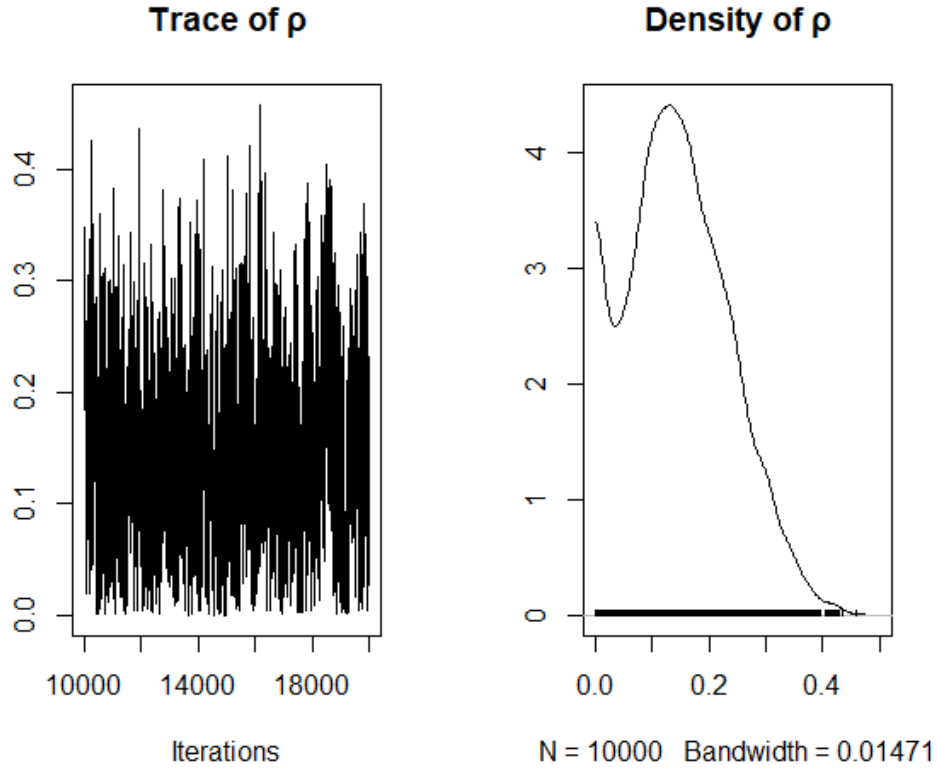 Trace of ρ
0.4
0.3
0.2
0.1
0.0
10000 14000 18000
Iterations
Density of ρ
4
3
2
1
0
0.0 0.2 0.4
N = 10000 Bandwidth = 0.01471